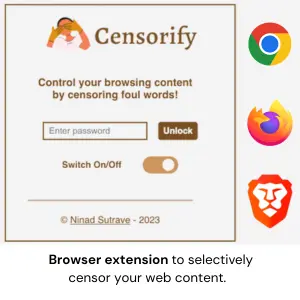 Censorify
Control your browsing content
by censoring foul words!
Enter password
Unlock
Switch On/Off
© Ninad Sutrave - 2023
Browser extension to selectively
censor your web content.